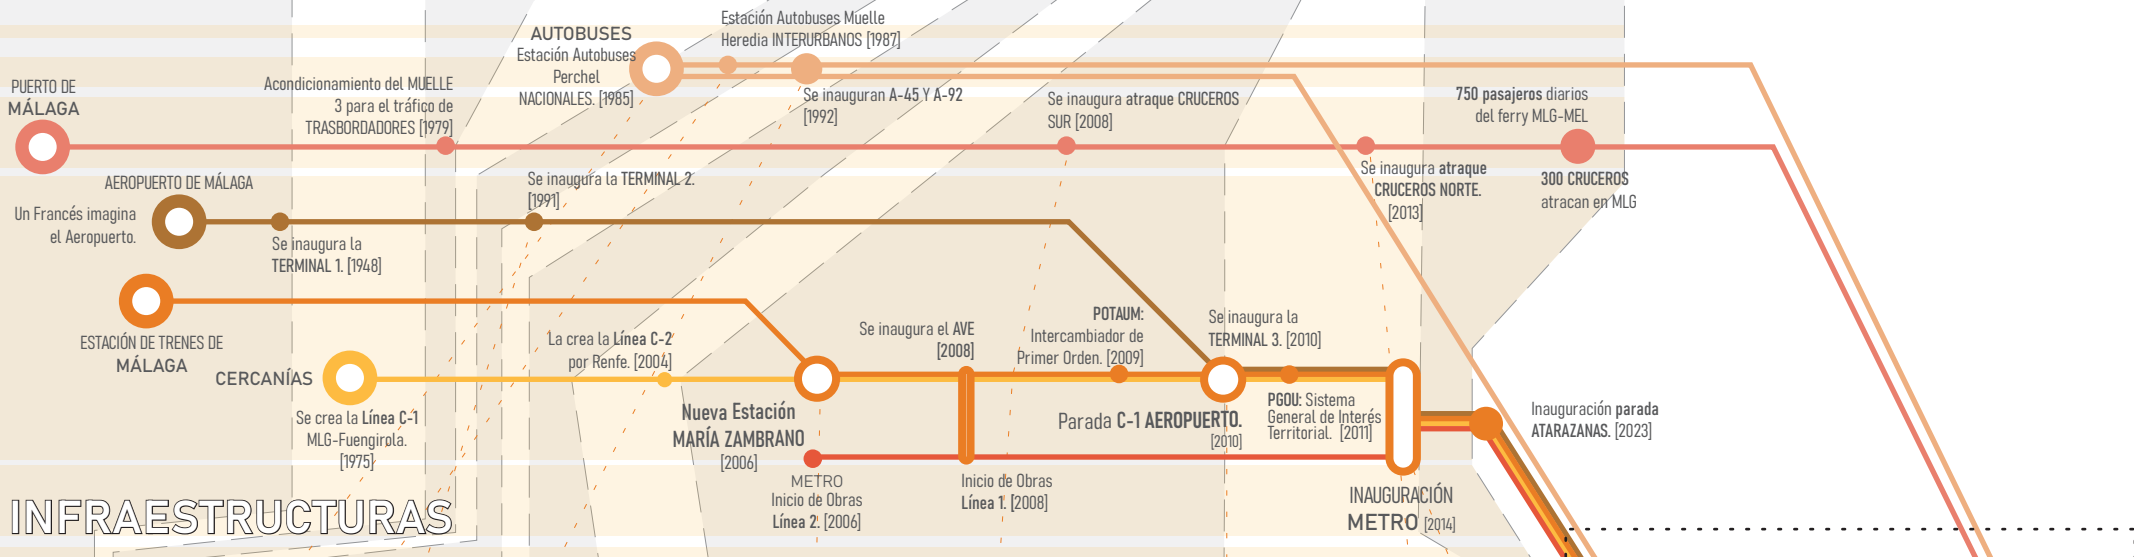 AUTOBUSES
Estación Autobuses
Perchel
NACIONALES. [1985]
Estación Autobuses Muelle
Heredia INTERURBANOS [1987]
Se inauguran A-45 Y A-92
[1992]
PUERTO DE
MÁLAGA
Acondicionamiento del MUELLE
3 para el tráfico de
TRASBORDADORES [1979]
Se inaugura atraque CRUCEROS
SUR [2008]
Se inaugura atraque
CRUCEROS NORTE.
[2013]
750 pasajeros diarios
del ferry MLG-MEL
300 CRUCEROS
atracan en MLG
AEROPUERTO DE MÁLAGA
Un Francés imagina
el Aeropuerto.
Se inaugura la
TERMINAL 1. [1948]
Se inaugura la TERMINAL 2.
[1991]
ESTACIÓN DE TRENES DE
MÁLAGA
CERCANÍAS
Se crea la Línea C-1
MLG-Fuengirola.
[1975]
La crea la Línea C-2
por Renfe. [2004]
Nueva Estación
MARÍA ZAMBRANO
[2006]
Se inaugura el AVE
[2008]
POTAUM:
Intercambiador de
Primer Orden. [2009]
Se inaugura la
TERMINAL 3. [2010]
Parada C-1 AEROPUERTO.
[2010]
PGOU: Sistema
General de Interés
Territorial. [2011]
METRO
Inicio de Obras
Línea 2. [2006]
Inicio de Obras
Línea 1. [2008]
INAUGURACIÓN
METRO [2014]
Inauguración parada
ATARAZANAS. [2023]
INFRAESTRUCTURAS